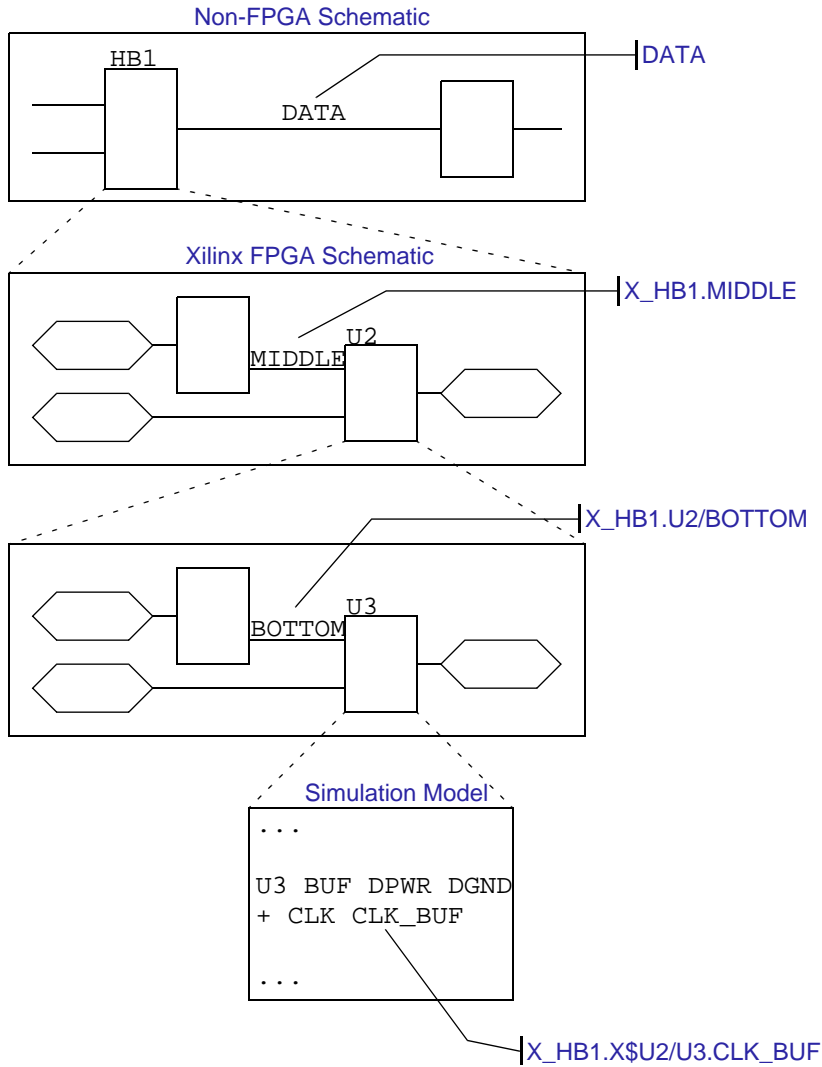 Non-FPGA Schematic
HB1
DATA
DATA
Xilinx FPGA Schematic
X_HB1.MIDDLE
U2
MIDDLE
X_HB1.U2/BOTTOM
U3
BOTTOM
Simulation Model
...
U3 BUF DPWR DGND
+ CLK CLK_BUF
...
X_HB1.X$U2/U3.CLK_BUF